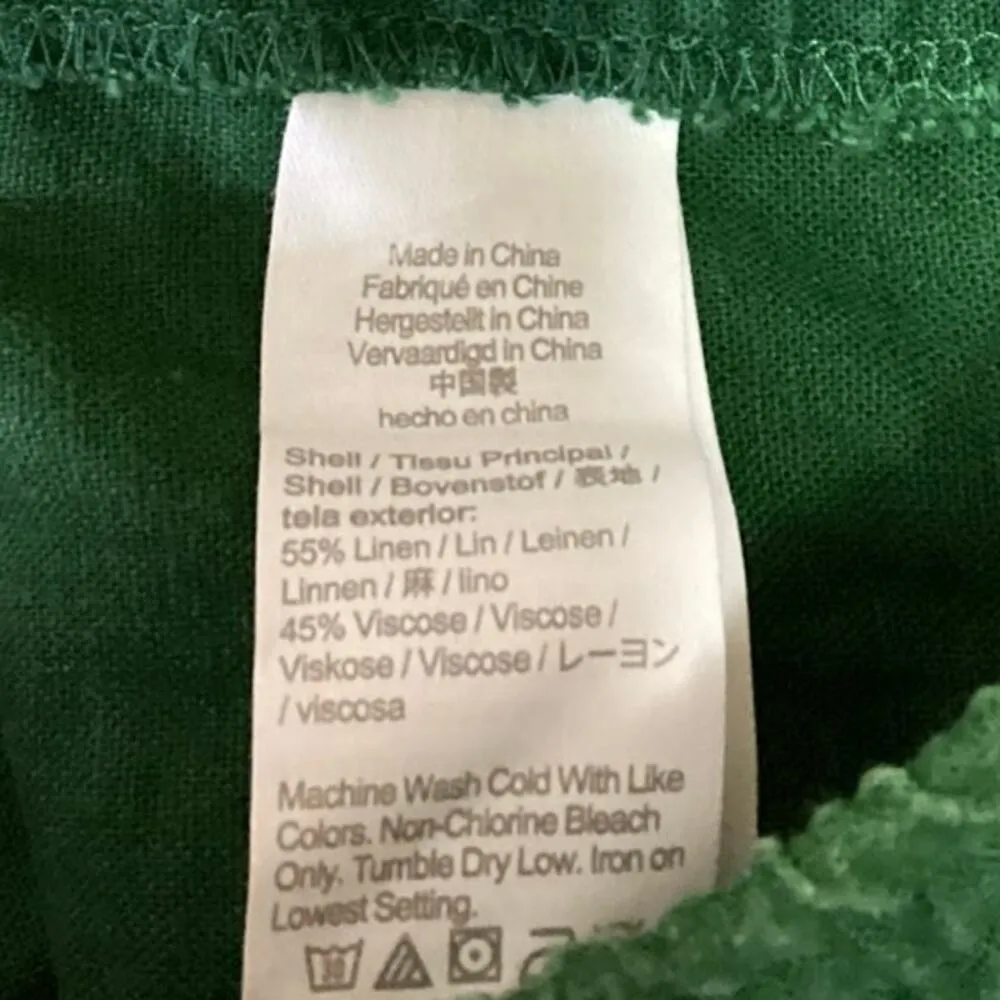 Made in China
Fabriqué en Chine
Hergestellt in China
Vervaardigd in China
中国製
hecho en china
Shell / Tissu Principal /
Shell / Bovenstof / 表地 /
tela exterior:
55% Linen / Lin / Leinen /
Linnen / 麻 / lino
45% Viscose / Viscose /
Viskose / Viscose / レーヨン
/ viscosa
Machine Wash Cold With Like
Colors. Non-Chlorine Bleach
Only. Tumble Dry Low. Iron on
Lowest Setting.
30